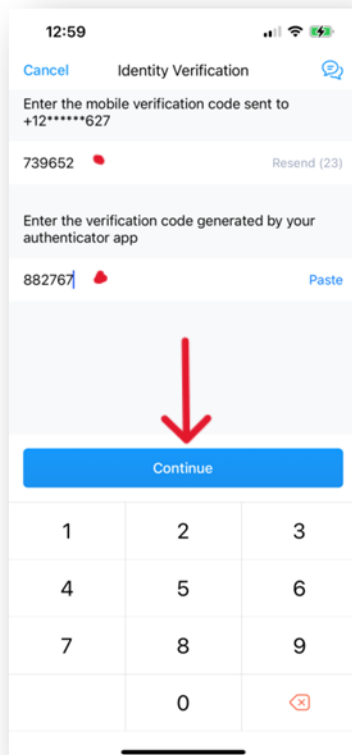 12:59
Cancel Identity Verification
Enter the mobile verification code sent to
+12******627
739652 Resend (23)
Enter the verification code generated by your
authenticator app
882767 Paste
Continue
1 2 3
4 5 6
7 8 9
0